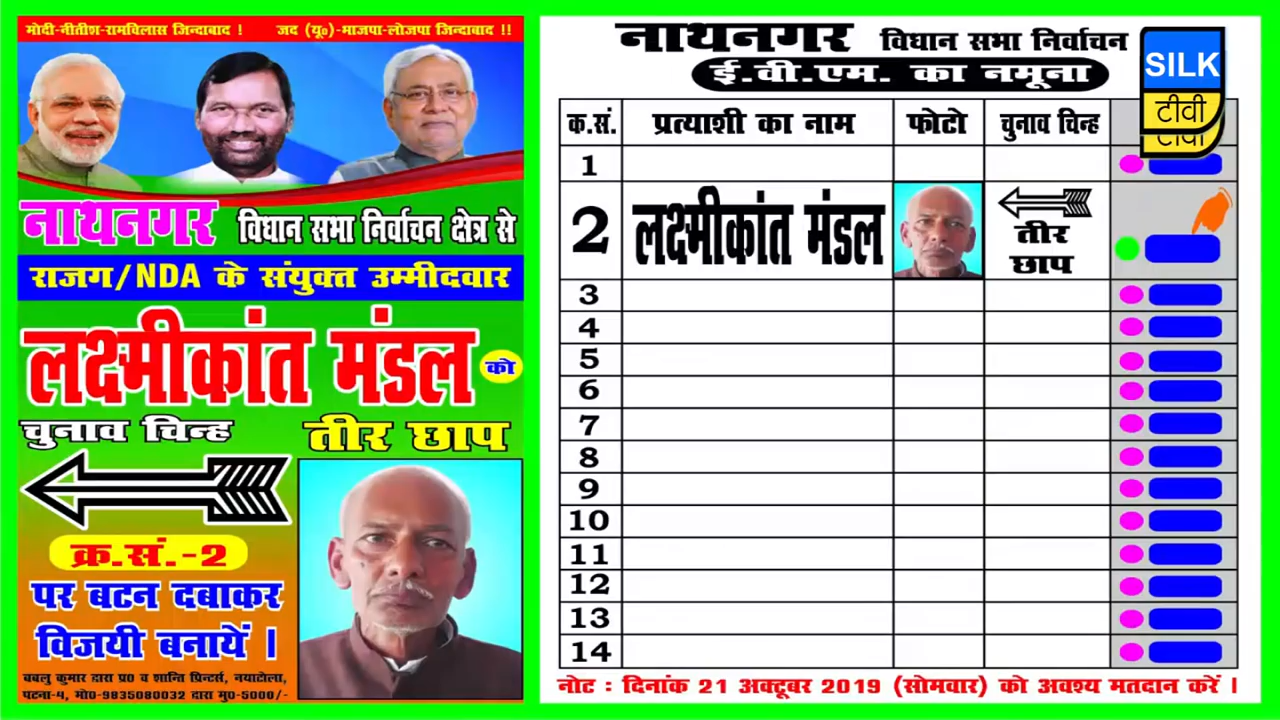 मोदी-नीतीश-रामविलास जिन्दाबाद ! जद (यू०)-भाजपा-लोजपा जिन्दाबाद !!
नाथनगर विधान सभा निर्वाचन क्षेत्र से
राजग/NDA के संयुक्त उम्मीदवार
लक्ष्मीकांत मंडल को
चुनाव चिन्ह तीर छाप
क्र.सं.-2
पर बटन दबाकर
विजयी बनायें ।
बबलु कुमार द्वारा प्र० व शान्ति प्रिन्टर्स, नयाटोला,
पटना-4, मो०-9835080032 द्वारा मु०-5000/-
नाथनगर विधान सभा निर्वाचन
ई.वी.एम. का नमूना
SILK
टीवी
टीवी
क.सं. प्रत्याशी का नाम फोटो चुनाव चिन्ह
1
2 लक्ष्मीकांत मंडल तीर
छाप
3
4
5
6
7
8
9
10
11
12
13
14
नोट : दिनांक 21 अक्टूबर 2019 (सोमवार) को अवश्य मतदान करें ।